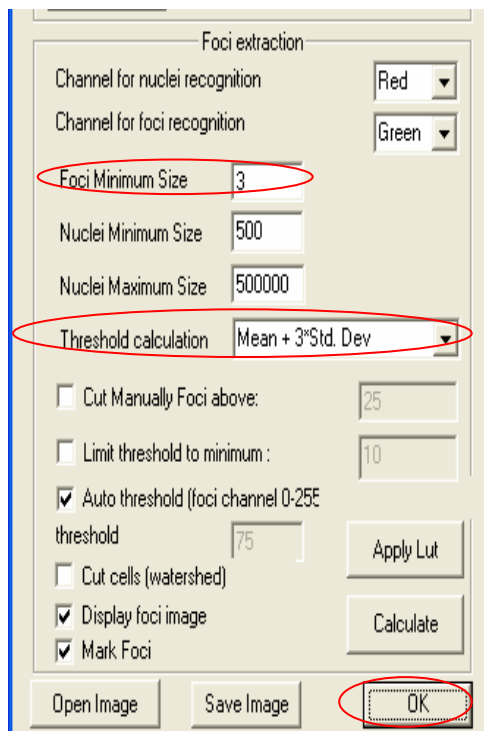 Foci extraction
Channel for nuclei recognition Red
Channel for foci recognition Green
Foci Minimum Size 3
Nuclei Minimum Size 500
Nuclei Maximum Size 500000
Threshold calculation Mean + 3*Std. Dev
Cut Manually Foci above: 25
Limit threshold to minimum : 10
Auto threshold (foci channel 0-255
threshold 75
Apply Lut
Cut cells (watershed)
Display foci image
Calculate
Mark Foci
Open Image Save Image OK